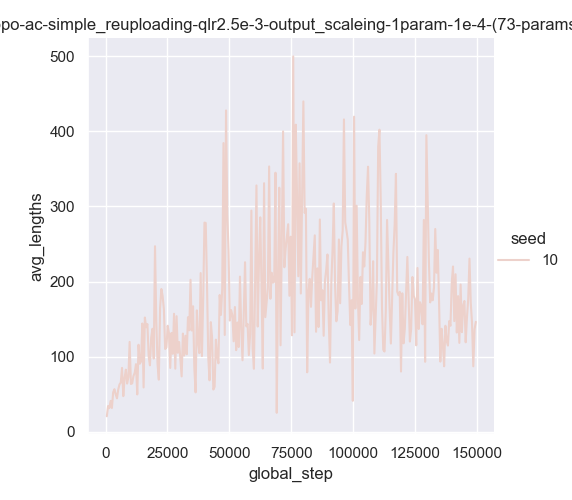 ppo-ac-simple_reuploading-qlr2.5e-3-output_scaleing-1param-1e-4-(73-params
500
400
300
200
100
0
avg_lengths
0 25000 50000 75000 100000 125000 150000
global_step
seed
10